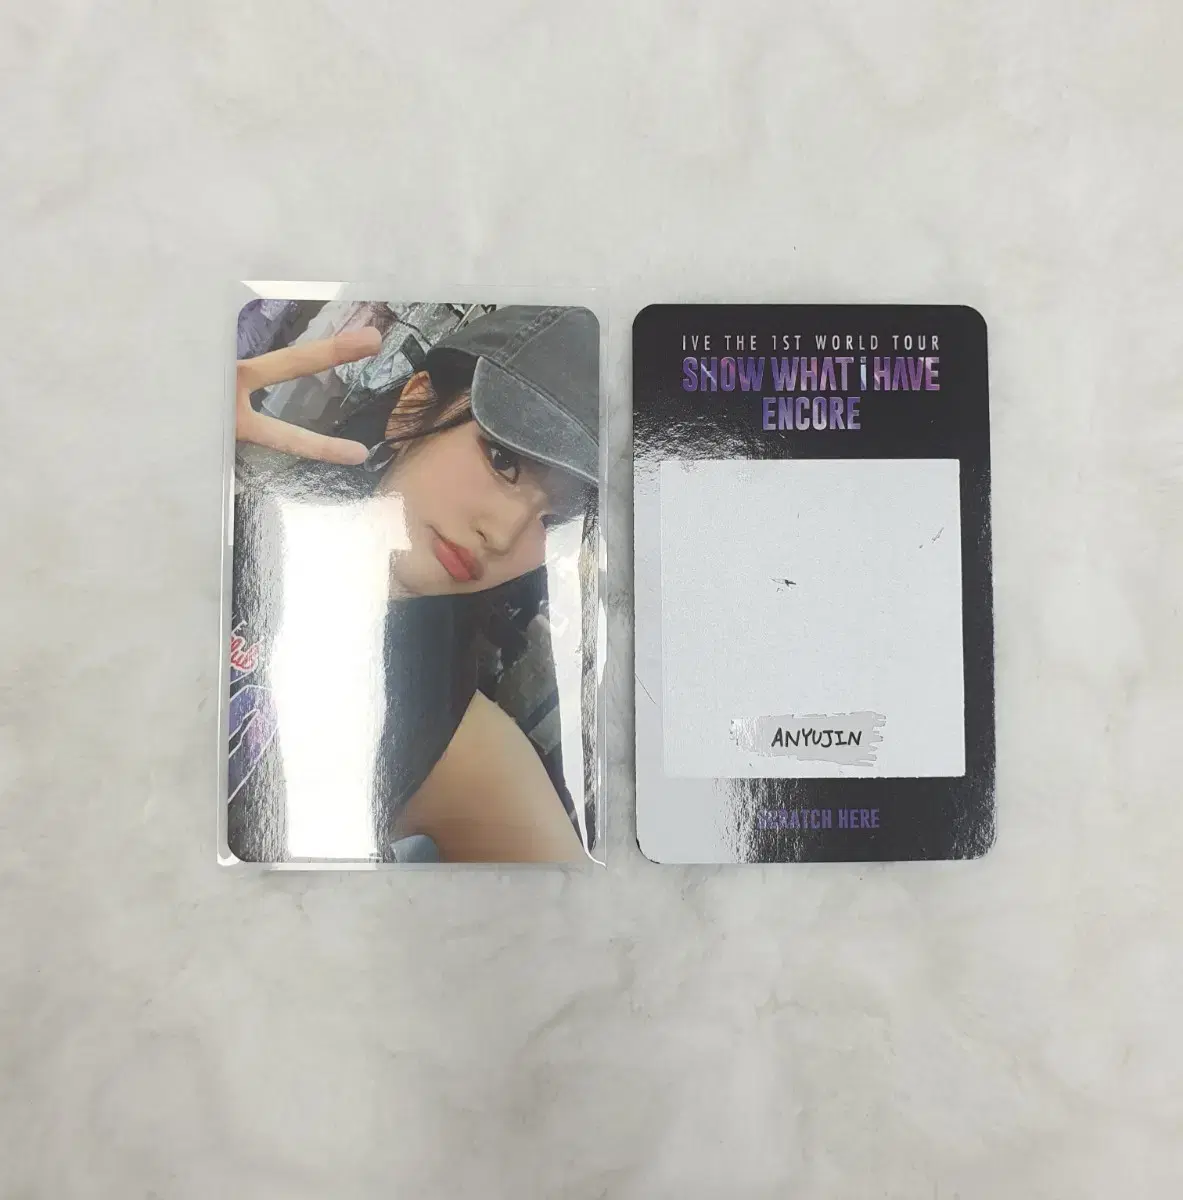 IVE THE 1ST WORLD TOUR
SHOW WHAT i HAVE
ENCORE
ANYUJIN
SCRATCH HERE